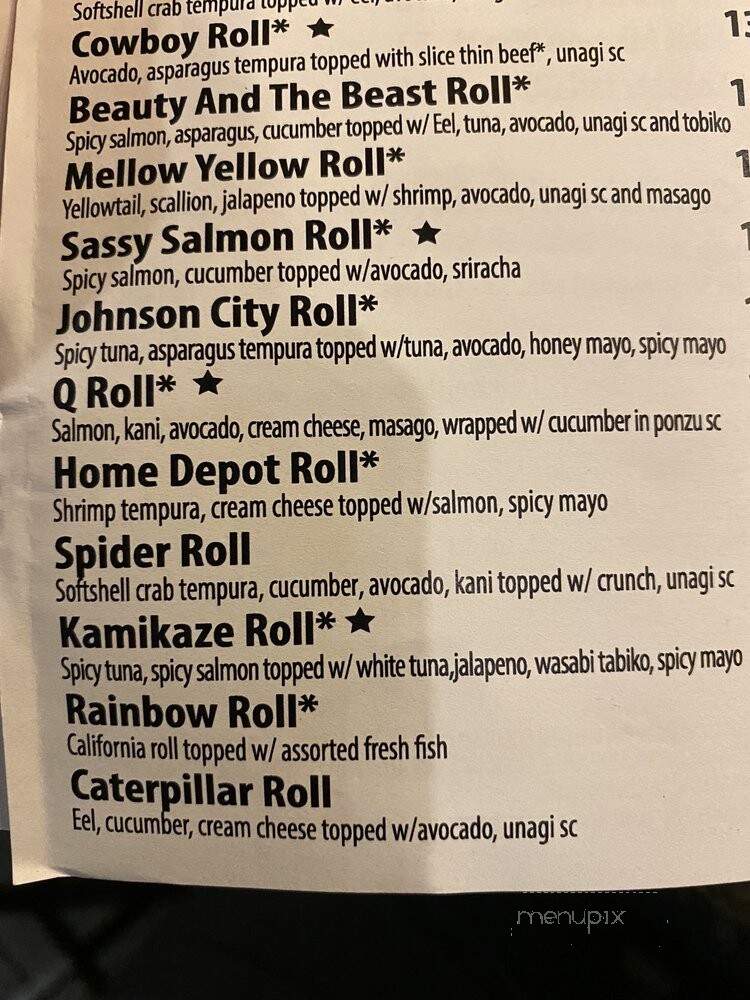 Softshell crab tempura topped w/ Eel,
Cowboy Roll* ★
Avocado, asparagus tempura topped with slice thin beef*, unagi sc
Beauty And The Beast Roll*
Spicy salmon, asparagus, cucumber topped w/ Eel, tuna, avocado, unagi sc and tobiko
Mellow Yellow Roll*
Yellowtail, scallion, jalapeno topped w/ shrimp, avocado, unagi sc and masago
Sassy Salmon Roll* ★
Spicy salmon, cucumber topped w/avocado, sriracha
Johnson City Roll*
Spicy tuna, asparagus tempura topped w/tuna, avocado, honey mayo, spicy mayo
Q Roll* ★
Salmon, kani, avocado, cream cheese, masago, wrapped w/ cucumber in ponzu sc
Home Depot Roll*
Shrimp tempura, cream cheese topped w/salmon, spicy mayo
Spider Roll
Softshell crab tempura, cucumber, avocado, kani topped w/ crunch, unagi sc
Kamikaze Roll* ★
Spicy tuna, spicy salmon topped w/ white tuna,jalapeno, wasabi tabiko, spicy mayo
Rainbow Roll*
California roll topped w/ assorted fresh fish
Caterpillar Roll
Eel, cucumber, cream cheese topped w/avocado, unagi sc
menupix